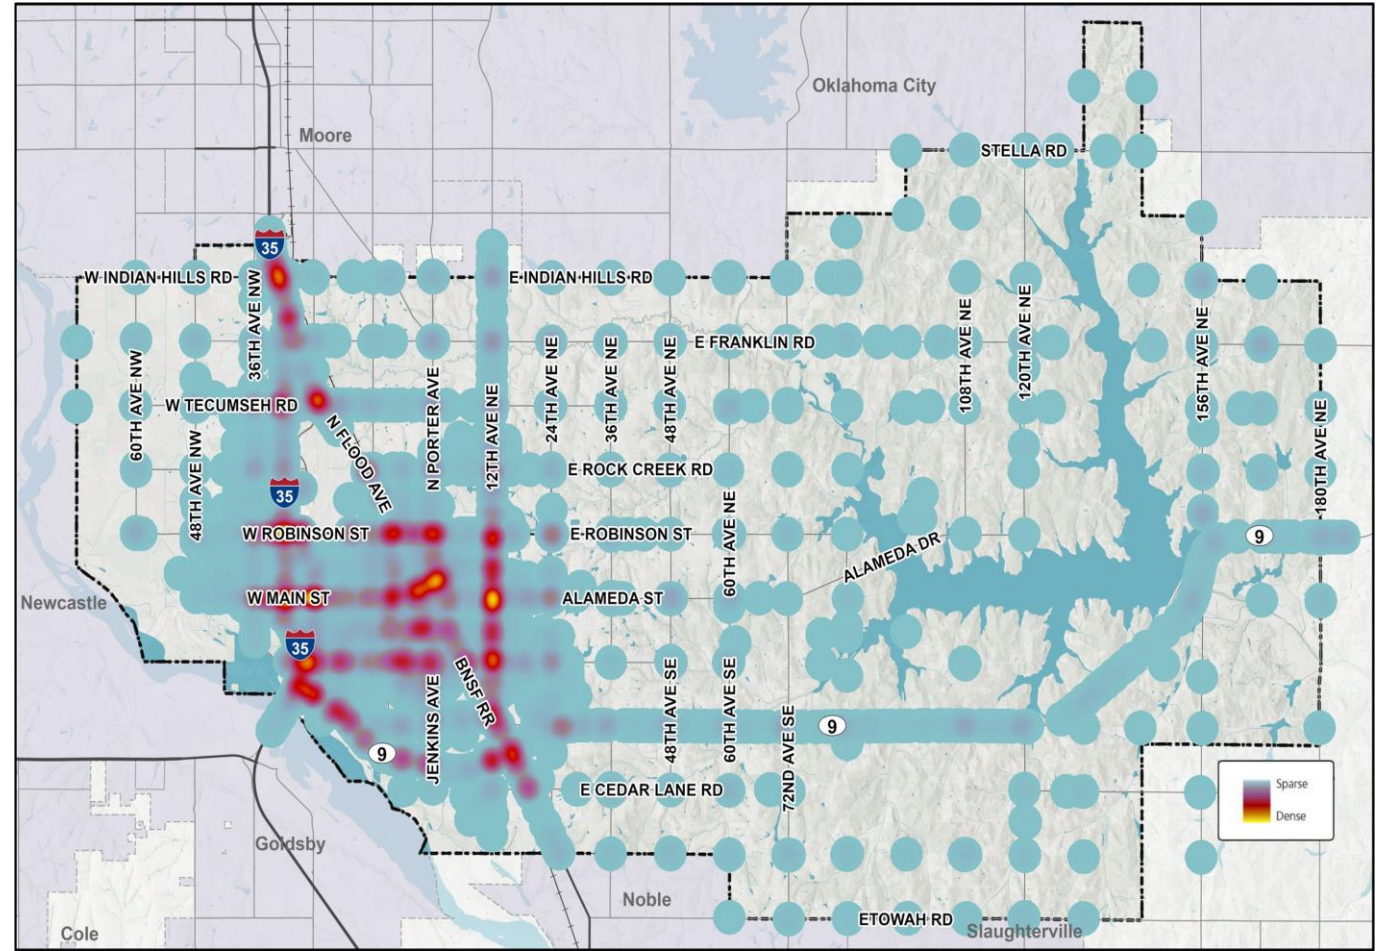 Oklahoma City
Moore
STELLA RD
35
W INDIAN HILLS RD
E INDIAN HILLS RD
36TH AVE NW
E FRANKLIN RD
108TH AVE NE
120TH AVE NE
156TH AVE NE
60TH AVE NW
W TECUMSEH RD
N FLOOD AVE
N PORTER AVE
12TH AVE NE
24TH AVE NE
36TH AVE NE
48TH AVE NE
180TH AVE NE
48TH AVE NW
E ROCK CREEK RD
35
W ROBINSON ST
E ROBINSON ST
60TH AVE NE
ALAMEDA DR
9
Newcastle
W MAIN ST
ALAMEDA ST
35
BNSF RR
JENKINS AVE
48TH AVE SE
60TH AVE SE
72ND AVE SE
9
9
E CEDAR LANE RD
Sparse
Dense
Goldsby
Noble
ETOWAH RD
Slaughterville
Cole